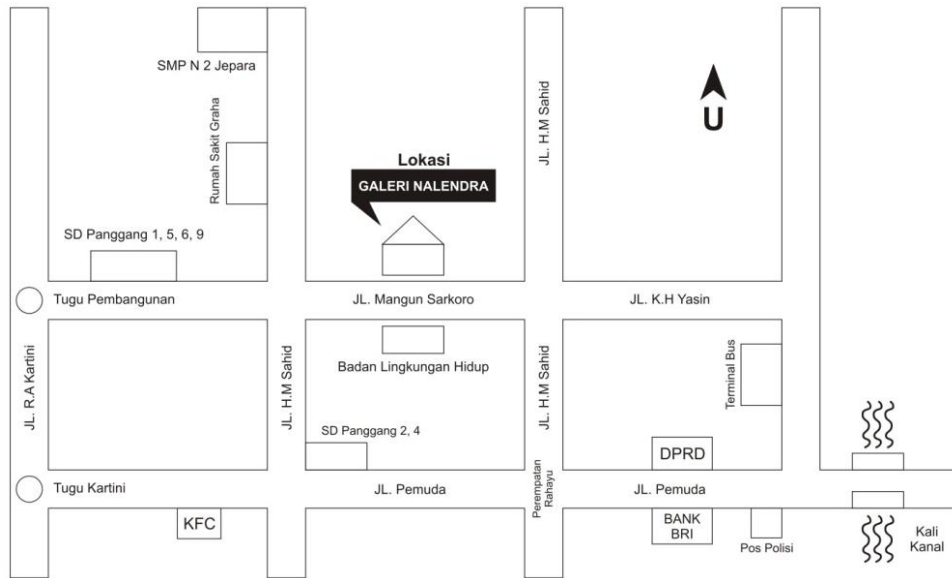 SMP N 2 Jepara
JL. H.M Sahid
U
Rumah Sakit Graha
Lokasi
GALERI NALENDRA
SD Panggang 1, 5, 6, 9
Tugu Pembangunan
JL. Mangun Sarkoro
JL. K.H Yasin
JL. R.A Kartini
JL. H.M Sahid
Badan Lingkungan Hidup
JL. H.M Sahid
Terminal Bus
SD Panggang 2, 4
DPRD
Tugu Kartini
JL. Pemuda
Perempatan
Rahayu
JL. Pemuda
KFC
BANK
BRI
Pos Polisi
Kali
Kanal